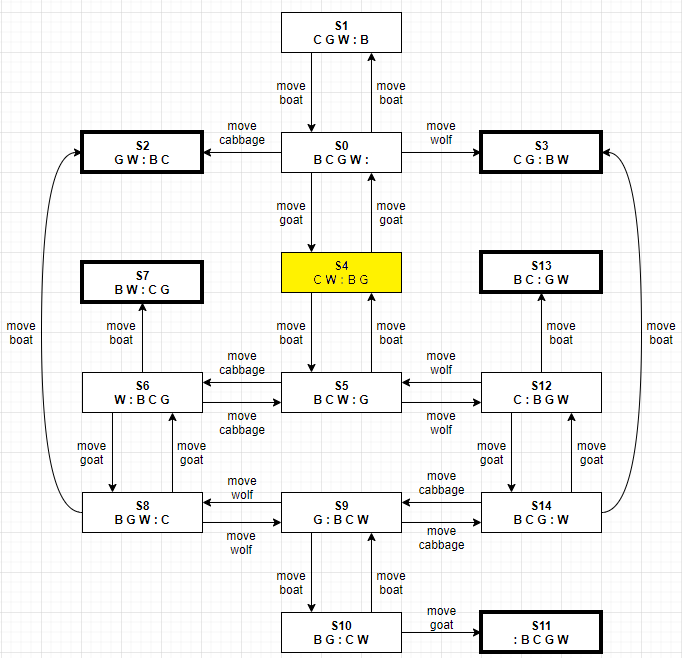 S1
C G W : B
move
boat
move
boat
S2
G W : B C
move
cabbage
S0
B C G W :
move
wolf
S3
C G : B W
move
goat
move
goat
S7
B W : C G
S4
C W : B G
S13
B C : G W
move
boat
move
boat
move
boat
move
boat
move
boat
move
boat
S6
W : B C G
move
cabbage
move
cabbage
S5
B C W : G
move
wolf
move
wolf
S12
C : B G W
move
goat
move
goat
move
goat
move
goat
S8
B G W : C
move
wolf
move
wolf
S9
G : B C W
move
cabbage
move
cabbage
S14
B C G : W
move
boat
move
boat
S10
B G : C W
move
goat
S11
: B C G W